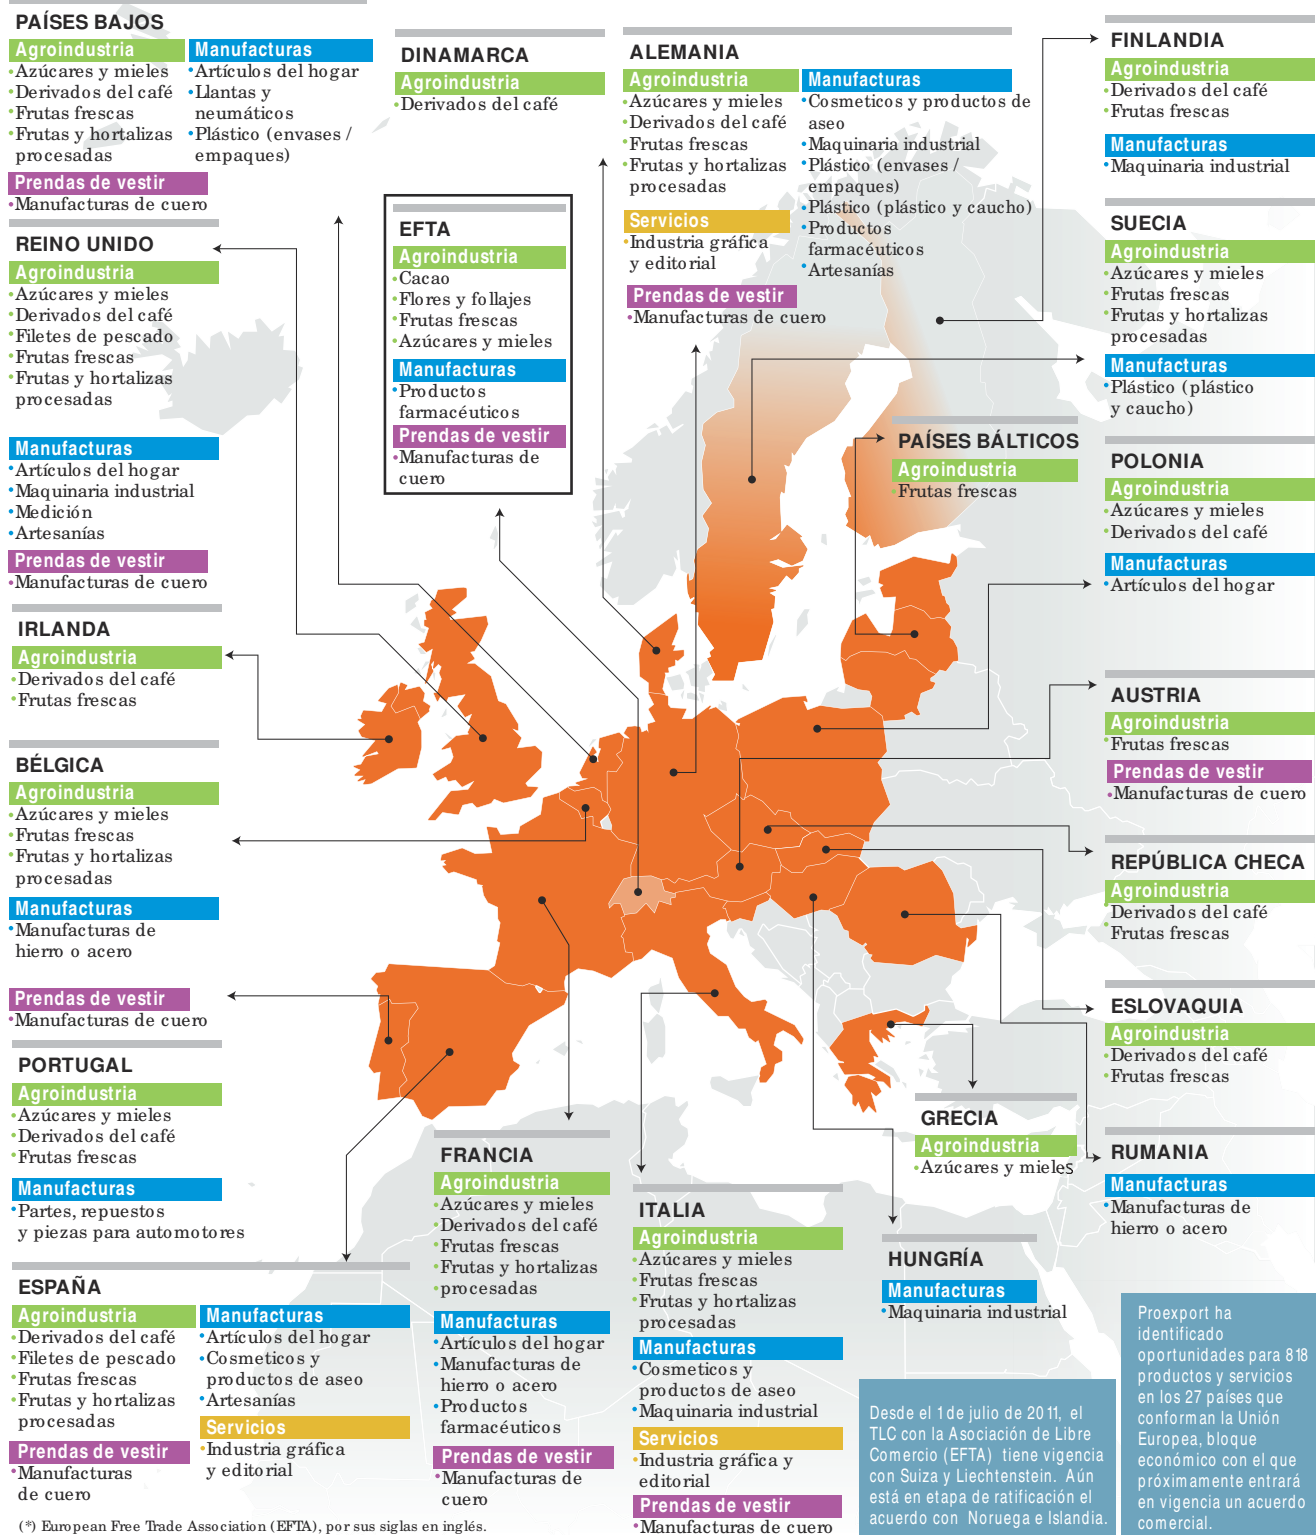 PAÍSES BAJOS
Agroindustria
Azúcares y mieles
Derivados del café
Frutas frescas
Frutas y hortalizas
procesadas
Manufacturas
Artículos del hogar
Llantas y
neumáticos
Plástico (envases /
empaques)
Prendas de vestir
Manufacturas de cuero
REINO UNIDO
Agroindustria
Azúcares y mieles
Derivados del café
Filetes de pescado
Frutas frescas
Frutas y hortalizas
procesadas
Manufacturas
Artículos del hogar
Maquinaria industrial
Medición
Artesanías
Prendas de vestir
Manufacturas de cuero
IRLANDA
Agroindustria
Derivados del café
Frutas frescas
BÉLGICA
Agroindustria
Azúcares y mieles
Frutas frescas
Frutas y hortalizas
procesadas
Manufacturas
Manufacturas de
hierro o acero
Prendas de vestir
Manufacturas de cuero
PORTUGAL
Agroindustria
Azúcares y mieles
Derivados del café
Frutas frescas
Manufacturas
Partes, repuestos
y piezas para automotores
ESPAÑA
Agroindustria
Derivados del café
Filetes de pescado
Frutas frescas
Frutas y hortalizas
procesadas
Prendas de vestir
Manufacturas
de cuero
Manufacturas
Artículos del hogar
Cosmeticos y
productos de aseo
Artesanías
Servicios
Industria gráfica
y editorial
(*) European Free Trade Association (EFTA), por sus siglas en inglés.
DINAMARCA
Agroindustria
Derivados del café
EFTA
Agroindustria
Cacao
Flores y follajes
Frutas frescas
Azúcares y mieles
Manufacturas
Productos
farmacéuticos
Prendas de vestir
Manufacturas de
cuero
ALEMANIA
Agroindustria
Azúcares y mieles
Derivados del café
Frutas frescas
Frutas y hortalizas
procesadas
Servicios
Industria gráfica
y editorial
Prendas de vestir
Manufacturas de cuero
Manufacturas
Cosmeticos y productos de
aseo
Maquinaria industrial
Plástico (envases /
empaques)
Plástico (plástico y caucho)
Productos
farmacéuticos
Artesanías
FINLANDIA
Agroindustria
Derivados del café
Frutas frescas
Manufacturas
Maquinaria industrial
SUECIA
Agroindustria
Azúcares y mieles
Frutas frescas
Frutas y hortalizas
procesadas
Manufacturas
Plástico (plástico
y caucho)
PAÍSES BÁLTICOS
Agroindustria
Frutas frescas
POLONIA
Agroindustria
Azúcares y mieles
Derivados del café
Manufacturas
Artículos del hogar
AUSTRIA
Agroindustria
Frutas frescas
Prendas de vestir
Manufacturas de cuero
REPÚBLICA CHECA
Agroindustria
Derivados del café
Frutas frescas
ESLOVAQUIA
Agroindustria
Derivados del café
Frutas frescas
RUMANIA
Manufacturas
Manufacturas de
hierro o acero
GRECIA
Agroindustria
Azúcares y mieles
HUNGRÍA
Manufacturas
Maquinaria industrial
FRANCIA
Agroindustria
Azúcares y mieles
Derivados del café
Frutas frescas
Frutas y hortalizas
procesadas
Manufacturas
Artículos del hogar
Manufacturas de
hierro o acero
Productos
farmacéuticos
Prendas de vestir
Manufacturas de
cuero
ITALIA
Agroindustria
Azúcares y mieles
Frutas frescas
Frutas y hortalizas
procesadas
Manufacturas
Cosmeticos y
productos de aseo
Maquinaria industrial
Servicios
Industria gráfica y
editorial
Prendas de vestir
Manufacturas de cuero
Desde el 1 de julio de 2011, el
TLC con la Asociación de Libre
Comercio (EFTA) tiene vigencia
con Suiza y Liechtenstein. Aún
está en etapa de ratificación el
acuerdo con Noruega e Islandia.
Proexport ha
identificado
oportunidades para 818
productos y servicios
en los 27 países que
conforman la Unión
Europea, bloque
económico con el que
próximamente entrará
en vigencia un acuerdo
comercial.